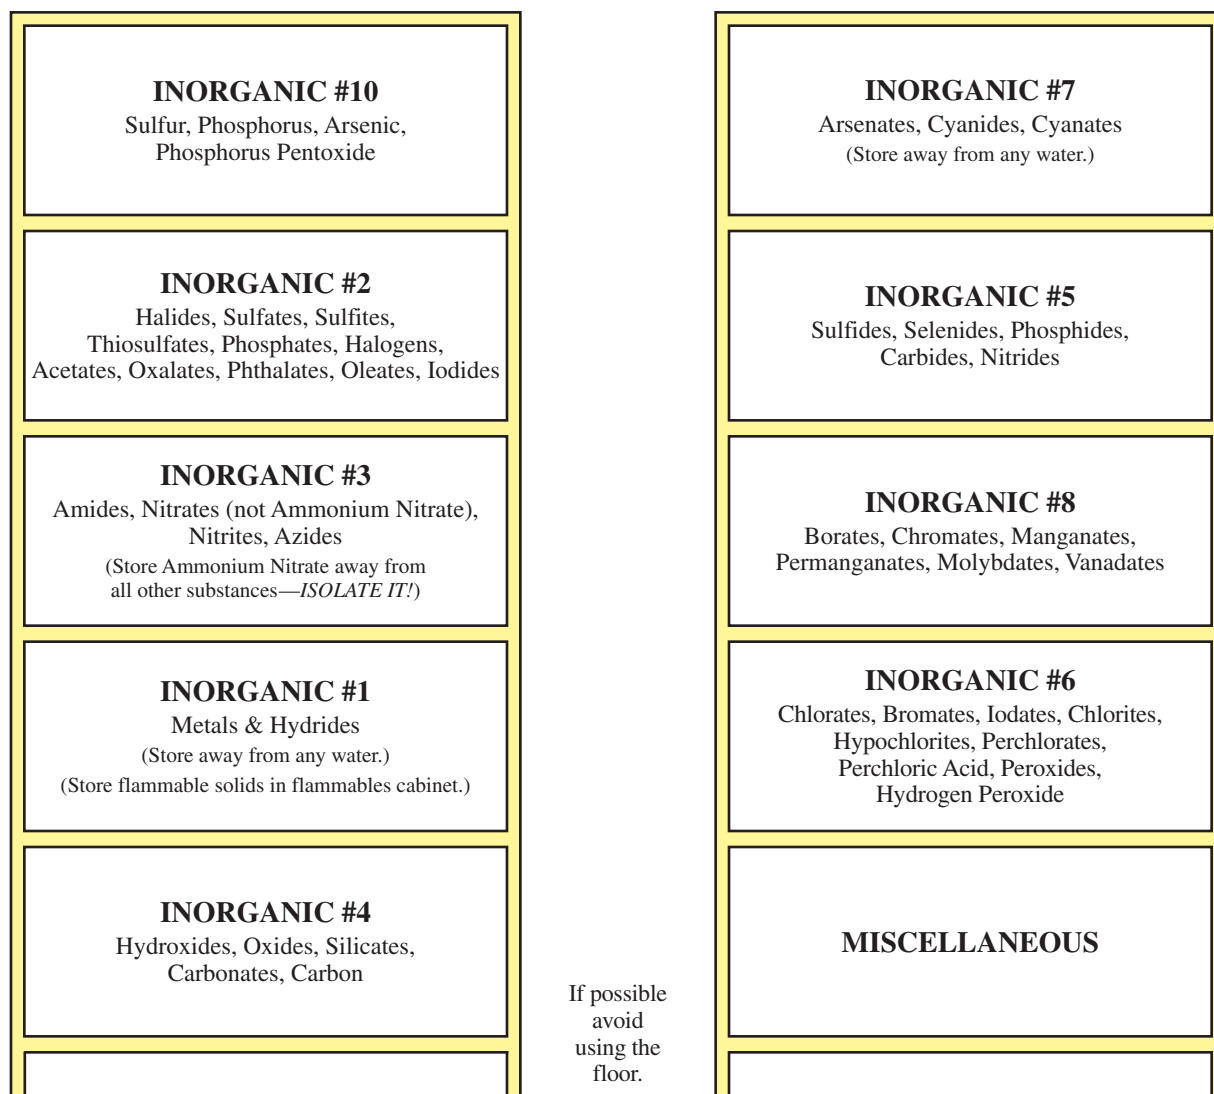 INORGANIC #10
Sulfur, Phosphorus, Arsenic,
Phosphorus Pentoxide
INORGANIC #2
Halides, Sulfates, Sulfites,
Thiosulfates, Phosphates, Halogens,
Acetates, Oxalates, Phthalates, Oleates, Iodides
INORGANIC #3
Amides, Nitrates (not Ammonium Nitrate),
Nitrites, Azides
(Store Ammonium Nitrate away from
all other substances—ISOLATE IT!)
INORGANIC #1
Metals & Hydrides
(Store away from any water.)
(Store flammable solids in flammables cabinet.)
INORGANIC #4
Hydroxides, Oxides, Silicates,
Carbonates, Carbon
If possible
avoid
using the
floor.
INORGANIC #7
Arsenates, Cyanides, Cyanates
(Store away from any water.)
INORGANIC #5
Sulfides, Selenides, Phosphides,
Carbides, Nitrides
INORGANIC #8
Borates, Chromates, Manganates,
Permanganates, Molybdates, Vanadates
INORGANIC #6
Chlorates, Bromates, Iodates, Chlorites,
Hypochlorites, Perchlorates,
Perchloric Acid, Peroxides,
Hydrogen Peroxide
MISCELLANEOUS